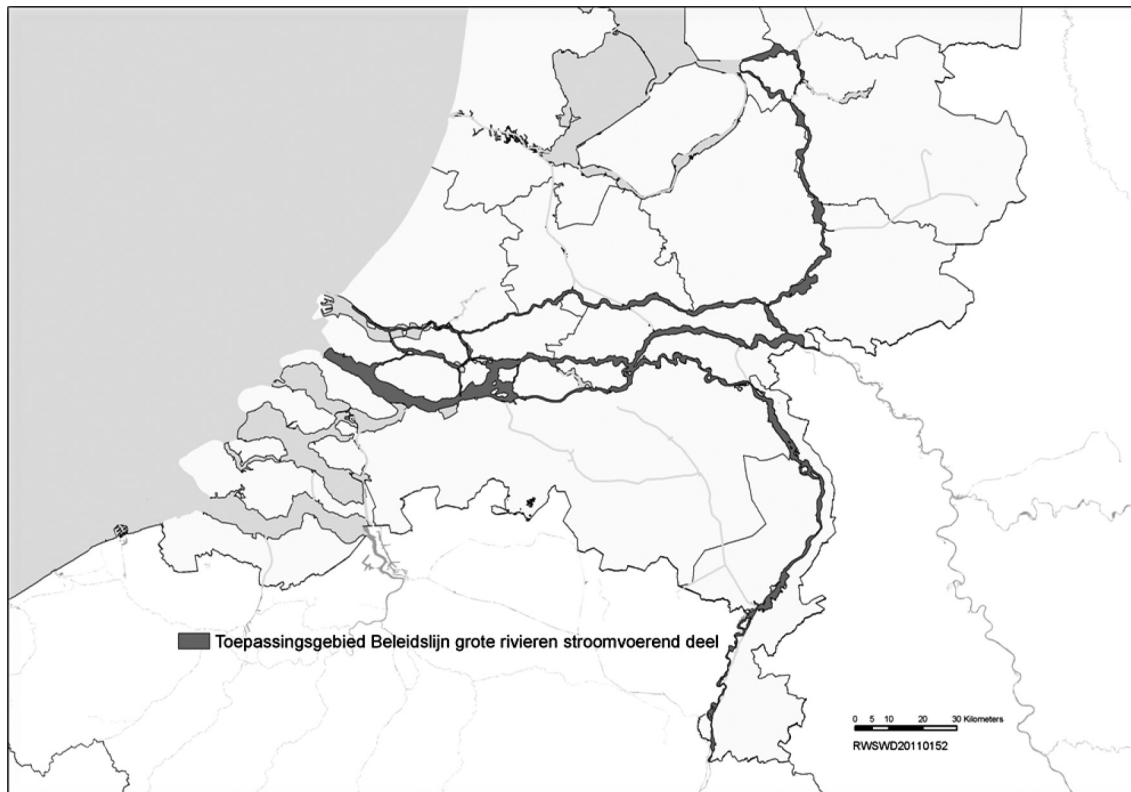 Toepassingsgebied Beleidslijn grote rivieren stroomvoerend deel
0 5 10 20 30 Kilometers
RWSWD20110152